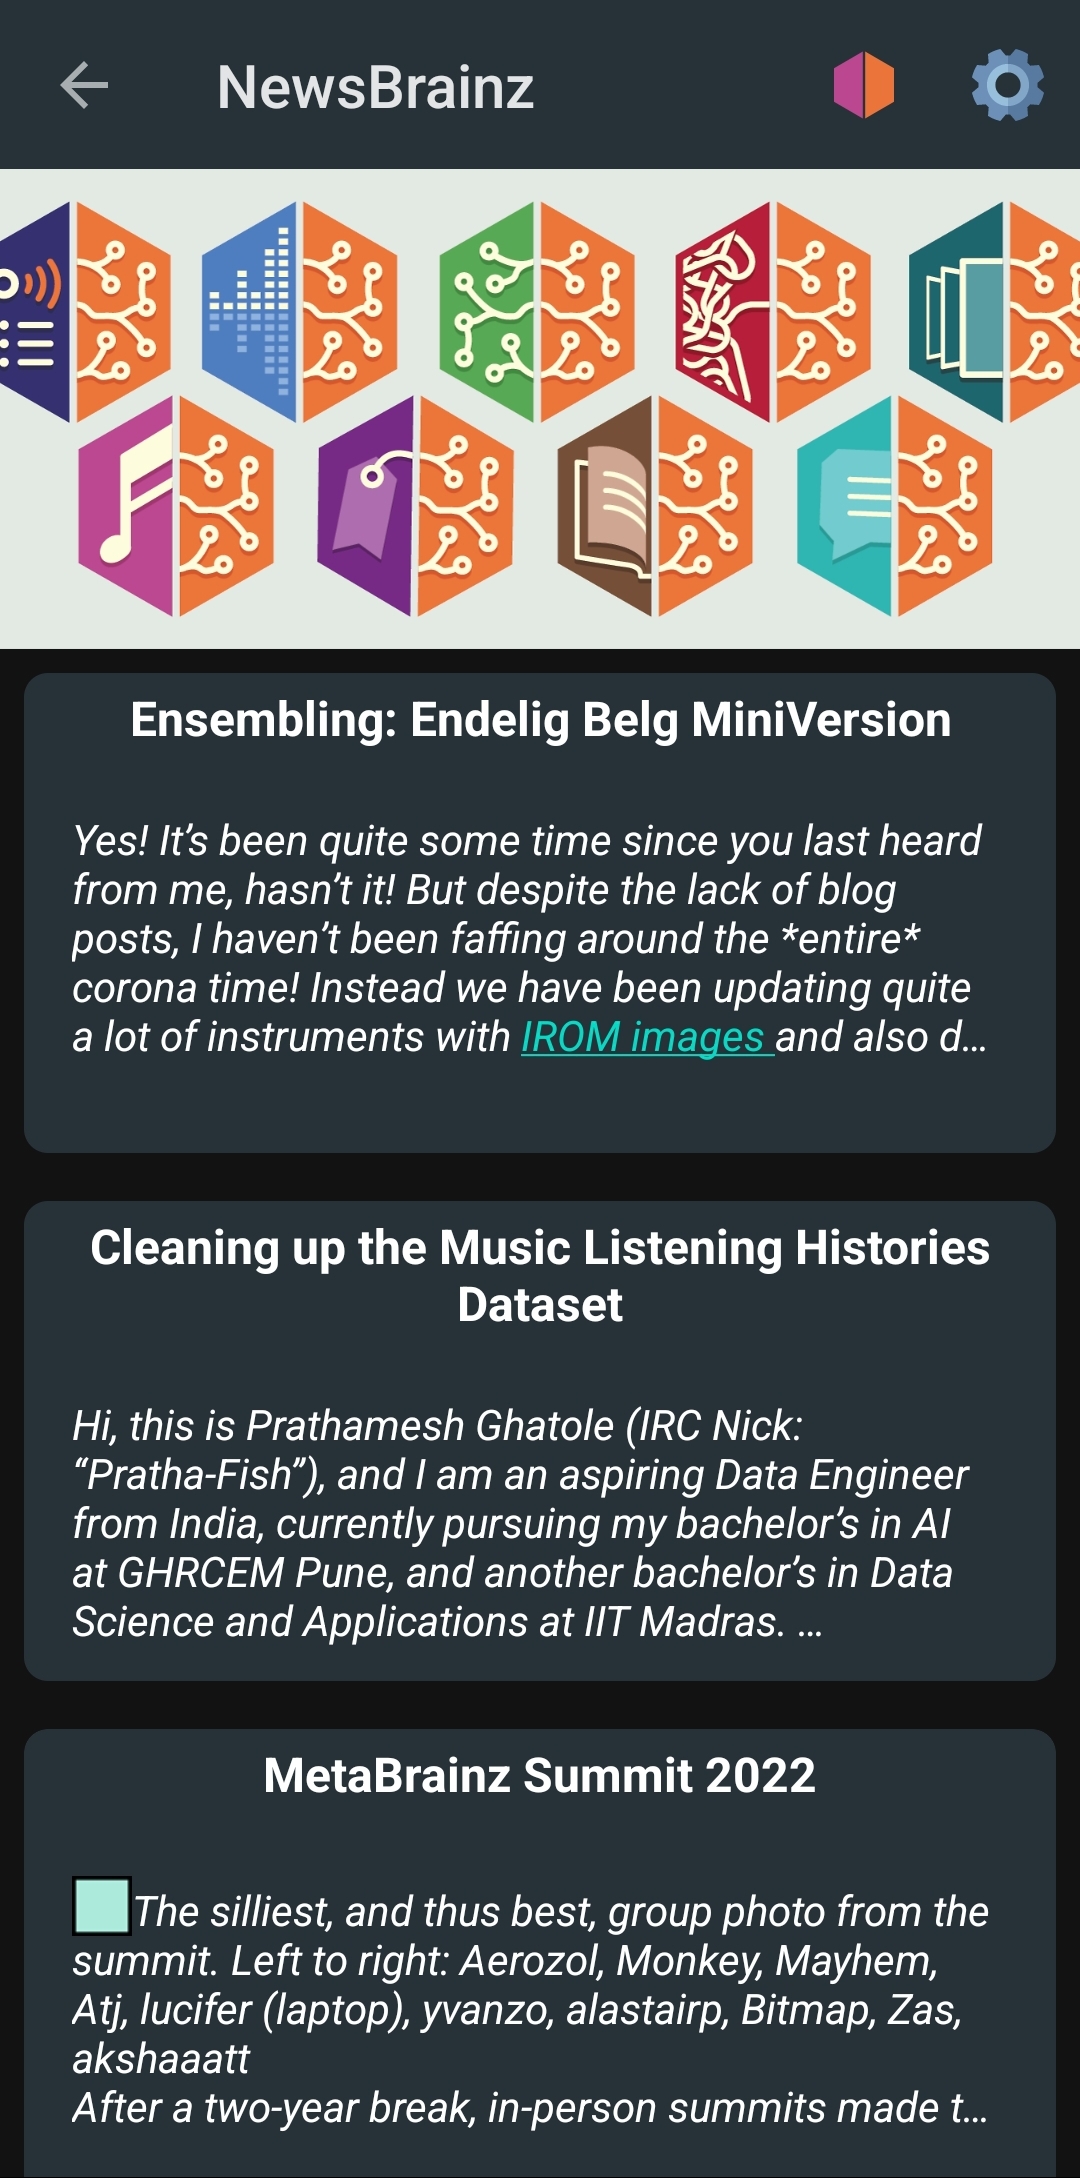 NewsBrainz
Ensembling: Endelig Belg MiniVersion
Yes! It’s been quite some time since you last heard
from me, hasn’t it! But despite the lack of blog
posts, I haven’t been faffing around the *entire*
corona time! Instead we have been updating quite
a lot of instruments with IROM images and also d...
Cleaning up the Music Listening Histories
Dataset
Hi, this is Prathamesh Ghatole (IRC Nick:
“Pratha-Fish”), and I am an aspiring Data Engineer
from India, currently pursuing my bachelor’s in AI
at GHRCEM Pune, and another bachelor’s in Data
Science and Applications at IIT Madras. ...
MetaBrainz Summit 2022
The silliest, and thus best, group photo from the
summit. Left to right: Aerozol, Monkey, Mayhem,
Atj, lucifer (laptop), yvanzo, alastairp, Bitmap, Zas,
akshaaatt
After a two-year break, in-person summits made t...